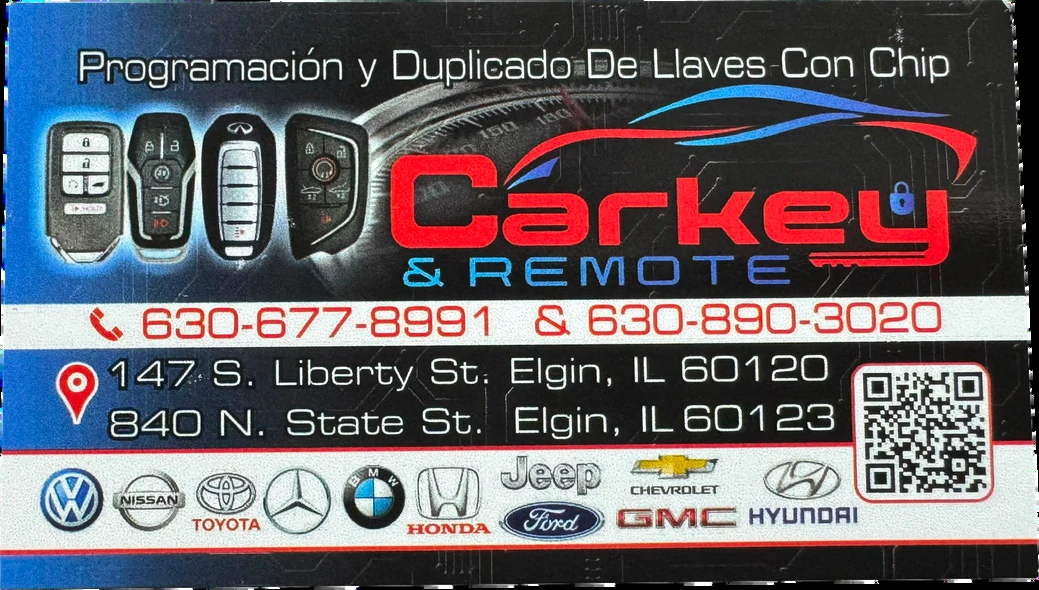 Programación y Duplicado De Llaves Con Chip
Carkey
& REMOTE
630-677-8991 & 630-890-3020
147 S. Liberty St. Elgin, IL 60120
840 N. State St. Elgin, IL 60123
NISSAN
TOYOTA
BMW
HONDA
Jeep
Ford
CHEVROLET
GMC
HYUNDAI